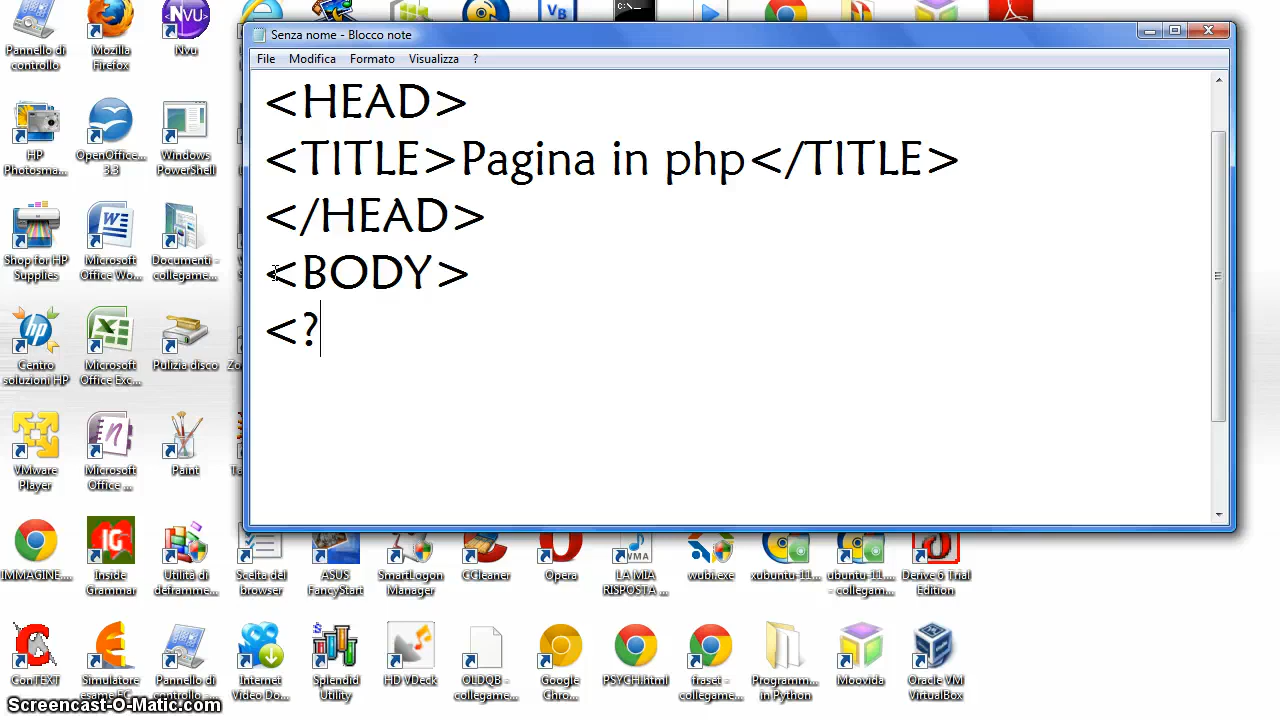 Senza nome - Blocco note
File Modifica Formato Visualizza ?
<HEAD>
<TITLE>Pagina in php</TITLE>
</HEAD>
<BODY>
<?
Pannello di
controllo
Mozilla
Firefox
Nvu
HP
Photosma...
OpenOffice...
3.3
Windows
PowerShell
Shop for HP
Supplies
Microsoft
Office Wo...
Documenti -
collegame...
Centro
soluzioni HP
Microsoft
Office Exc...
Pulizia disco
VMware
Player
Microsoft
Office ...
Paint
IMMAGINE....
Inside
Grammar
Utilità di
deframme...
Scelta del
browser
ASUS
FancyStart
SmartLogon
Manager
CCleaner
Opera
LA MIA
RISPOSTA ...
wubi.exe
xubuntu-11...
ubuntu-11...
- collegam...
Derive 6 Trial
Edition
ConTEXT
Simulatore
esame EC...
Pannello di
controllo -...
Internet
Video Do...
Splendid
Utility
HD VDeck
OLDQB -
collegame...
Google
Chro...
PSYCH.html
fraset -
collegame...
Programm...
in Python
Moovida
Oracle VM
VirtualBox
Screencast-O-Matic.com